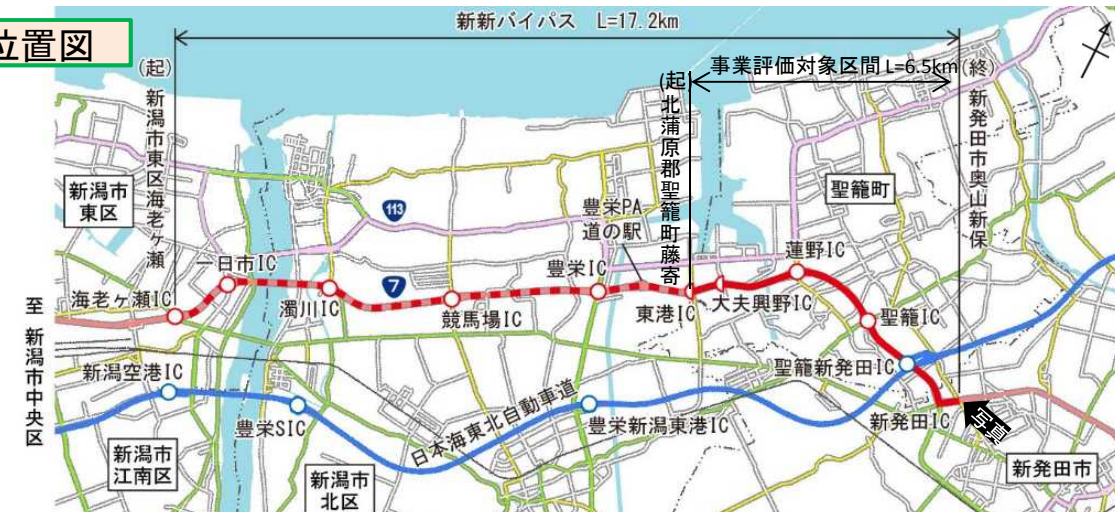 位置図
新新バイパス L=17.2km
(起)
新潟市東区海老ヶ瀬
(起)
北蒲原郡聖籠町藤寄
事業評価対象区間 L=6.5km
(終)
新発田市奥山新保
新潟市
東区
聖籠町
113
豊栄PA
道の駅
一日市IC
豊栄IC
蓮野IC
海老ヶ瀬IC
濁川IC
7
競馬場IC
東港IC
大夫興野IC
聖籠IC
至 新潟市中央区
新潟空港IC
聖籠新発田IC
豊栄SIC
日本海東北自動車道
豊栄新潟東港IC
新発田IC
写真
新潟市
江南区
新潟市
北区
新発田市